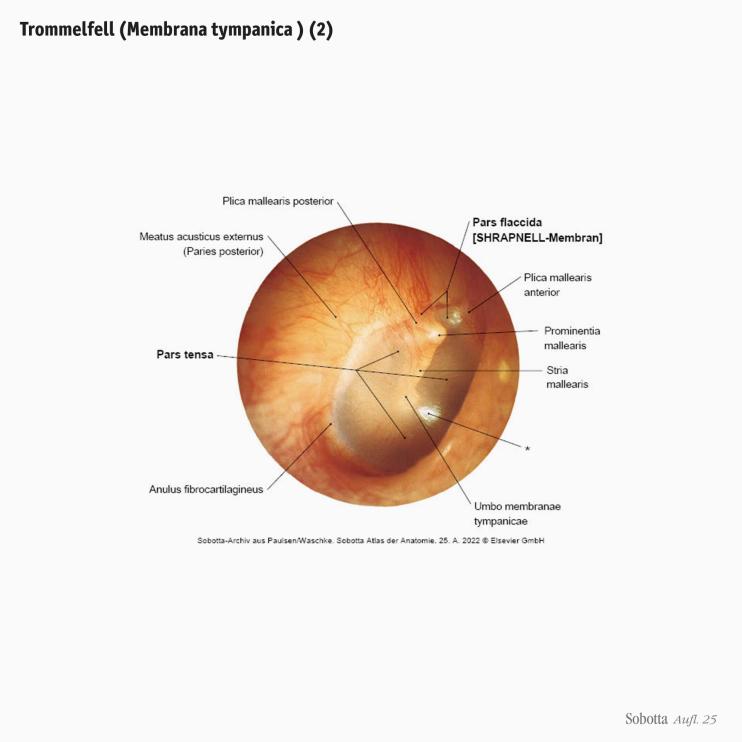 Trommelfell (Membrana tympanica ) (2)
Plica mallearis posterior
Pars flaccida
[SHRAPNELL-Membran]
Meatus acusticus externus
(Paries posterior)
Plica mallearis
anterior
Prominentia
mallearis
Pars tensa
Stria
mallearis
*
Anulus fibrocartilagineus
Umbo membranae
tympanicae
Sobotta-Archiv aus Paulsen/Waschke. Sobotta Atlas der Anatomie. 25. A. 2022 © Elsevier GmbH
Sobotta Aufl. 25